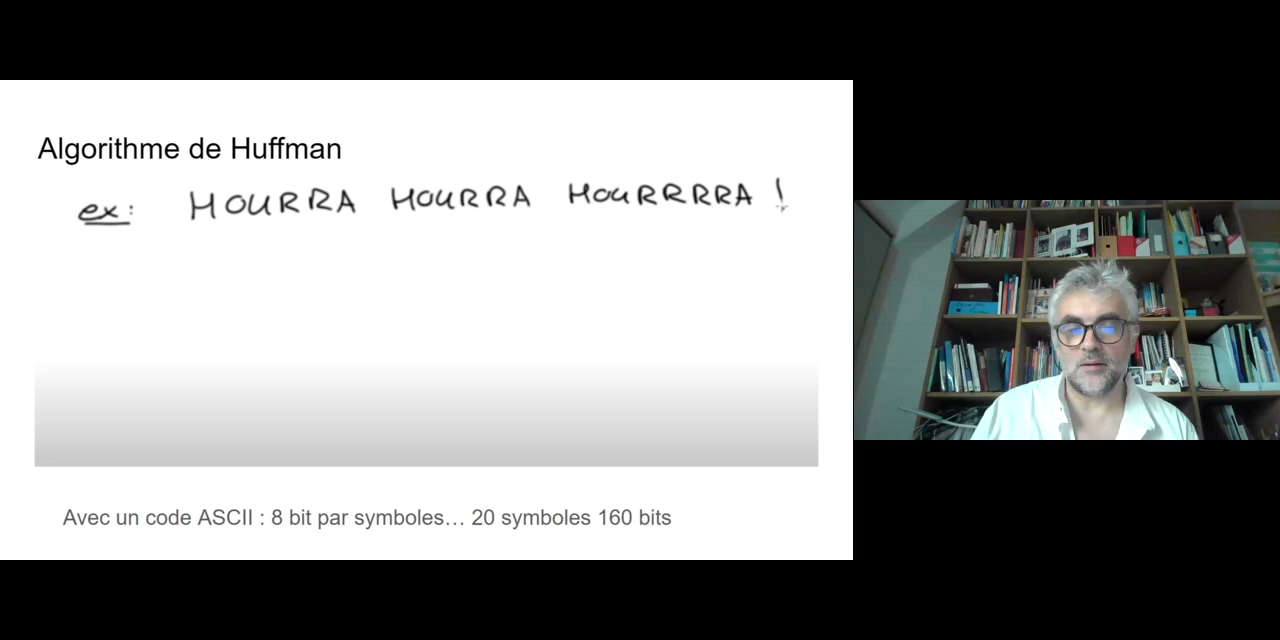 Algorithme de Huffman
ex: HOURRA HOURRA HOURRRRA !
Avec un code ASCII : 8 bit par symboles… 20 symboles 160 bits